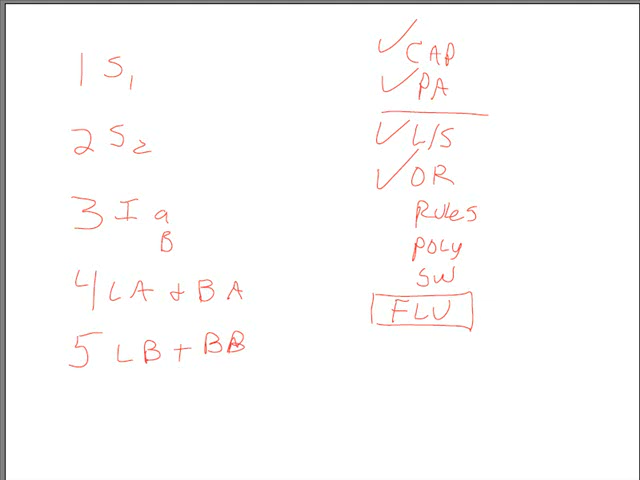 1 S1
2 S2
3 I a
B
4 LA + BA
5 LB + BB
✓ CAP
✓ PA
✓ L/S
✓ OR
Rules
POLY
SW
FLU